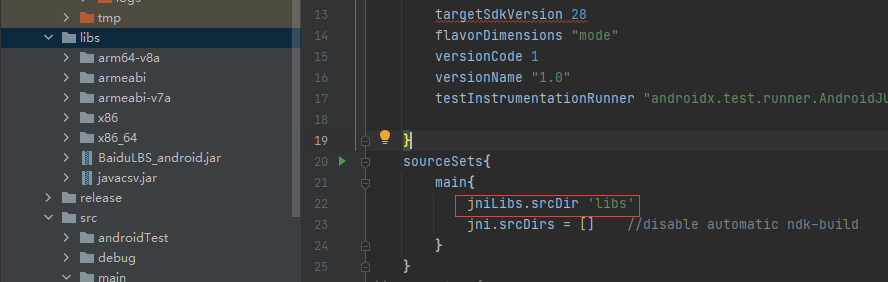 logs
tmp
libs
arm64-v8a
armeabi
armeabi-v7a
x86
x86_64
BaiduLBS_android.jar
javacsv.jar
release
src
androidTest
debug
main
13 targetSdkVersion 28
14 flavorDimensions "mode"
15 versionCode 1
16 versionName "1.0"
17 testInstrumentationRunner "androidx.test.runner.AndroidJU
18
19 }
20 sourceSets{
21 main{
22 jniLibs.srcDir 'libs'
23 jni.srcDirs = [] //disable automatic ndk-build
24 }
25 }